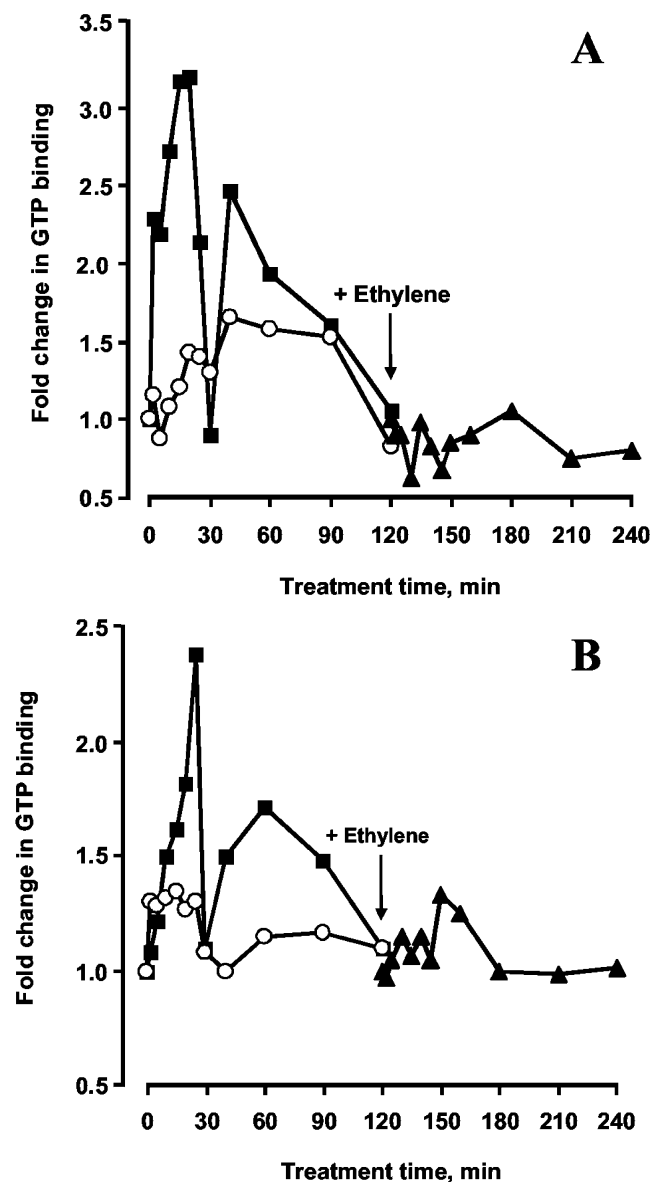 A
3.5
3.0
2.5
2.0
1.5
1.0
0.5
Fold change in GTP binding
+ Ethylene
0 30 60 90 120 150 180 210 240
Treatment time, min
B
2.5
2.0
1.5
1.0
0.5
Fold change in GTP binding
+ Ethylene
0 30 60 90 120 150 180 210 240
Treatment time, min